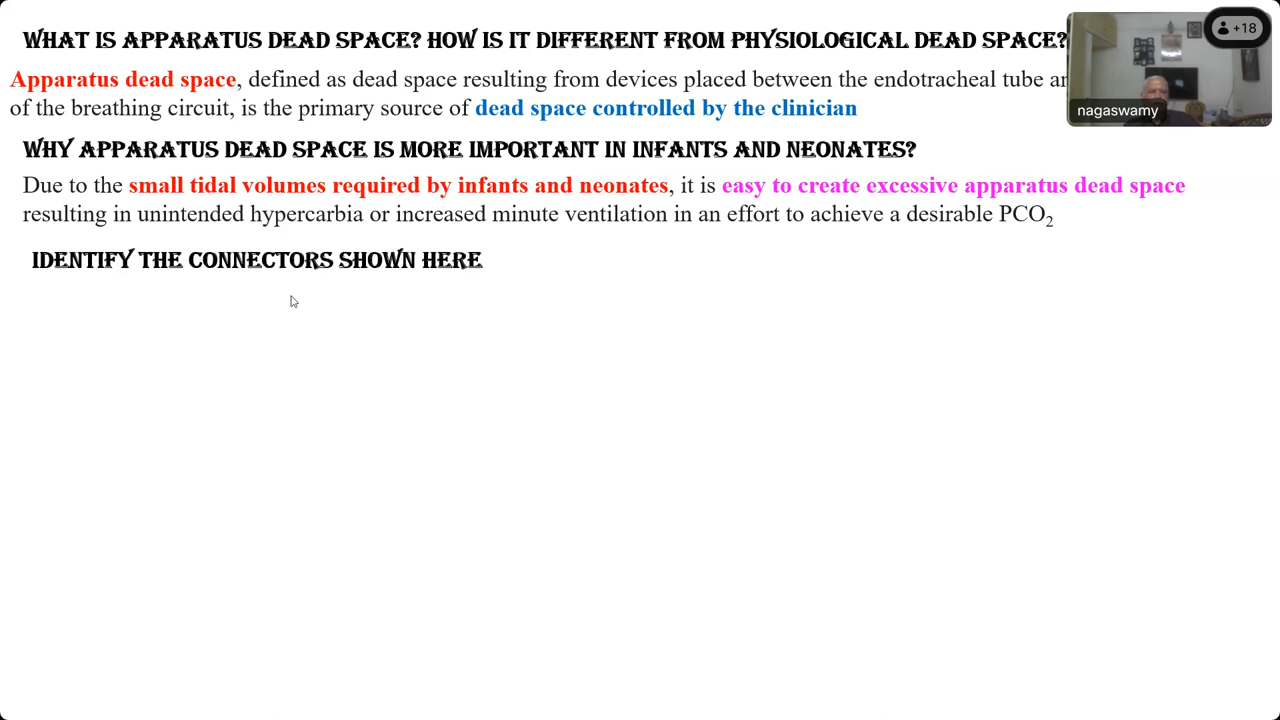 WHAT IS APPARATUS DEAD SPACE? HOW IS IT DIFFERENT FROM PHYSIOLOGICAL DEAD SPACE?
+18
Apparatus dead space, defined as dead space resulting from devices placed between the endotracheal tube
nagaswamy
of the breathing circuit, is the primary source of dead space controlled by the clinician
WHY APPARATUS DEAD SPACE IS MORE IMPORTANT IN INFANTS AND NEONATES?
Due to the small tidal volumes required by infants and neonates, it is easy to create excessive apparatus dead space
resulting in unintended hypercarbia or increased minute ventilation in an effort to achieve a desirable PCO2
IDENTIFY THE CONNECTORS SHOWN HERE